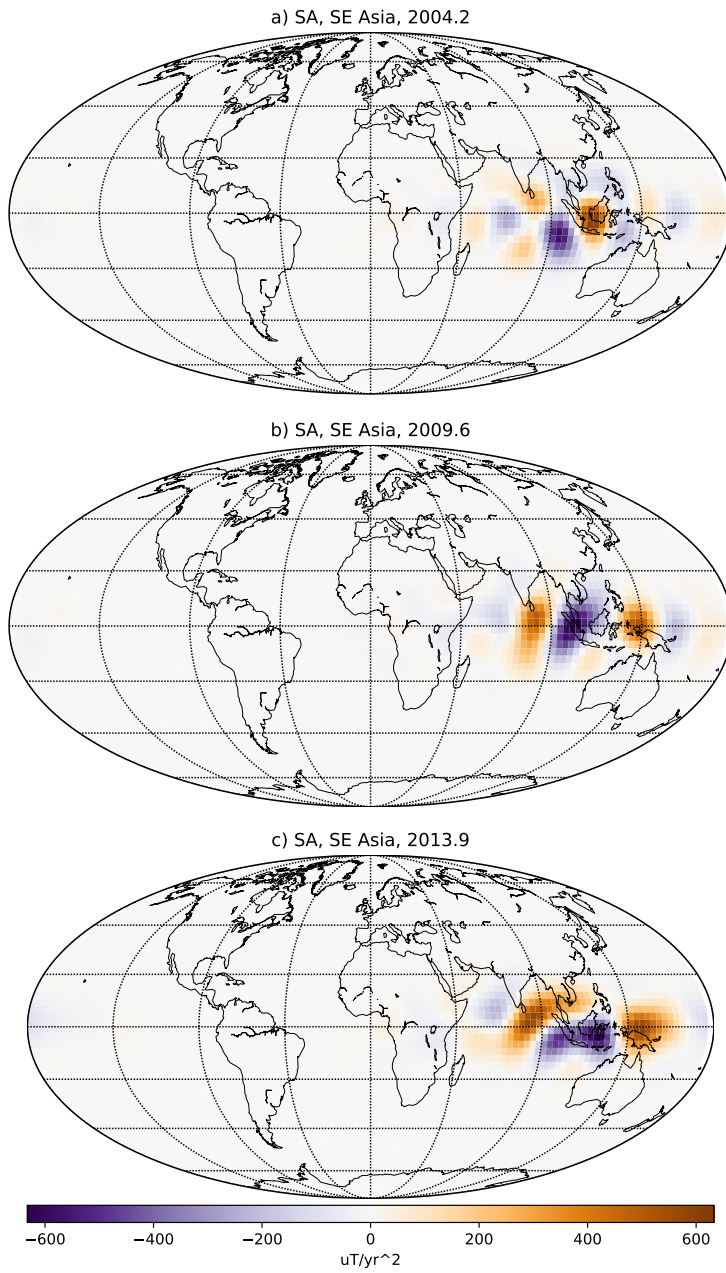 a) SA, SE Asia, 2004.2
b) SA, SE Asia, 2009.6
c) SA, SE Asia, 2013.9
−600 −400 −200 0 200 400 600
uT/yr^2